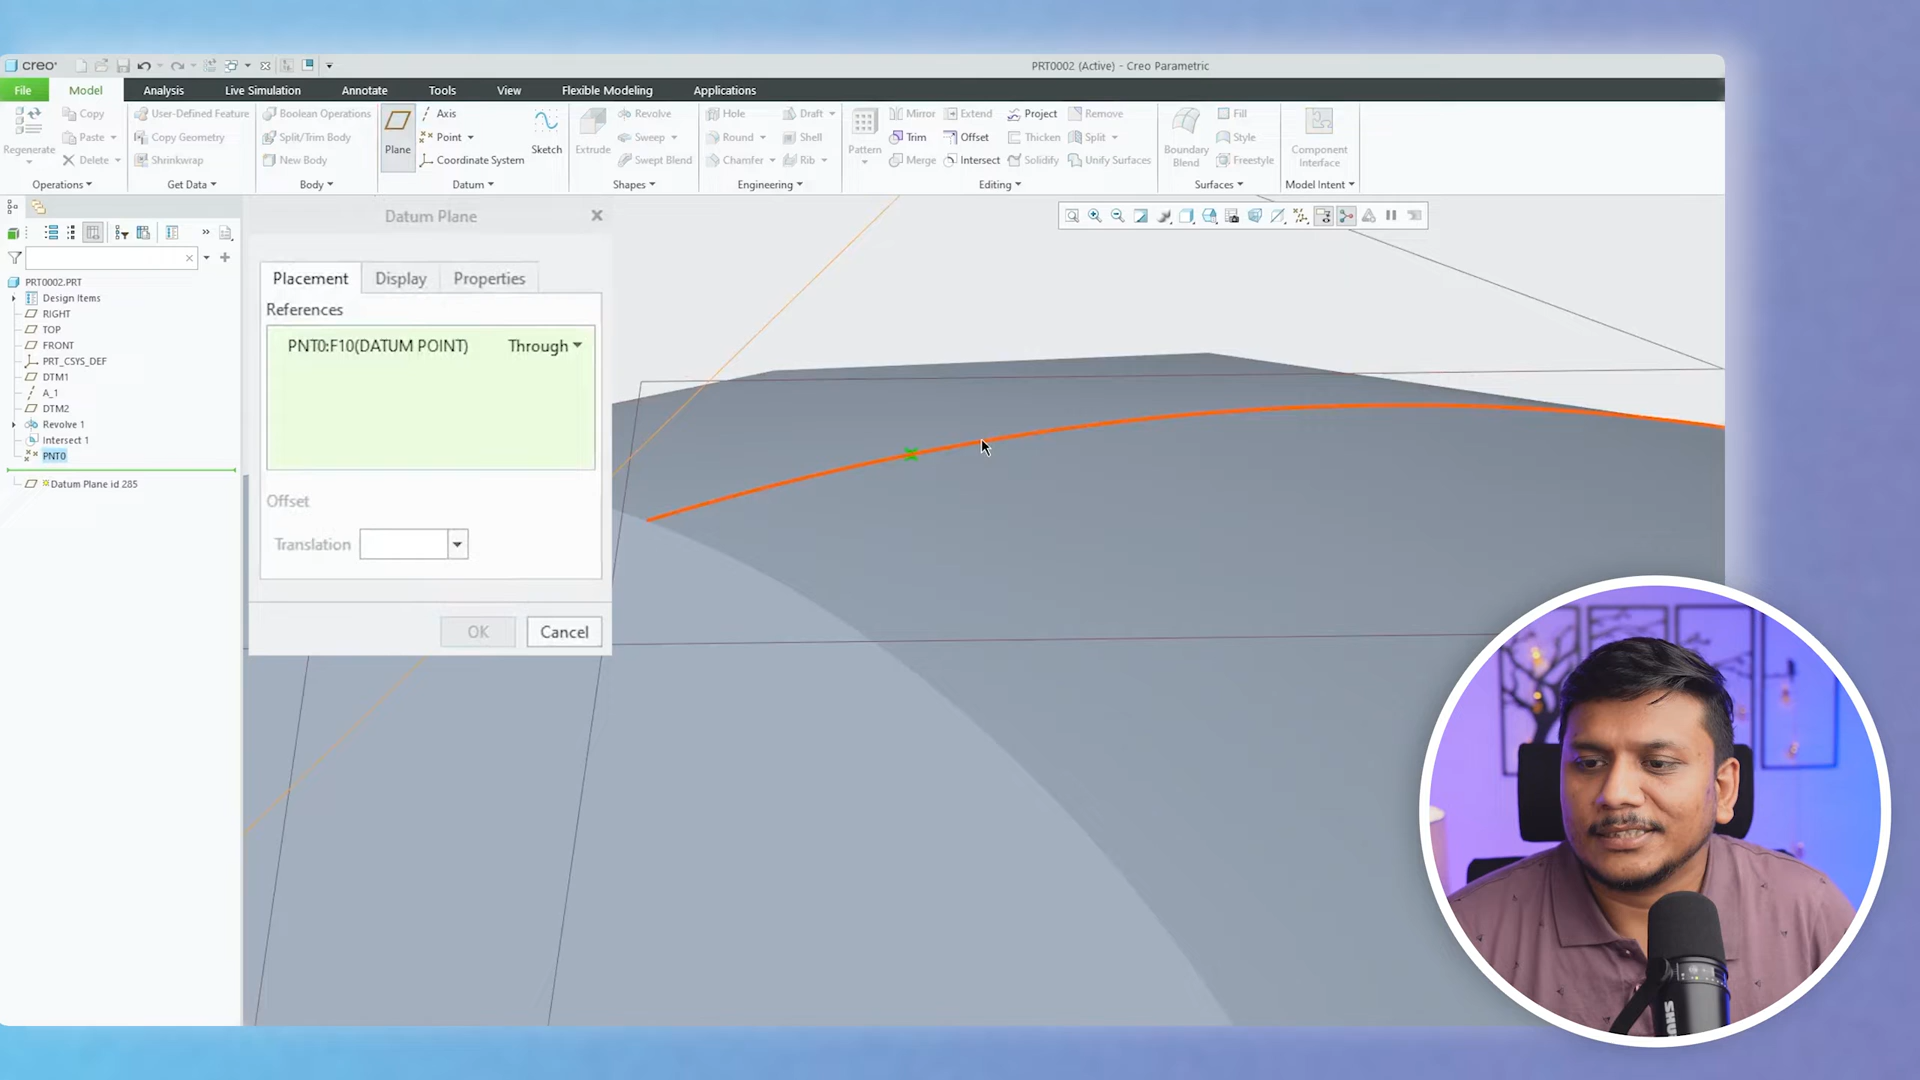 creo
PRT0002 (Active) - Creo Parametric
File Model Analysis Live Simulation Annotate Tools View Flexible Modeling Applications
Regenerate
Copy
Paste
Delete
Operations
User-Defined Feature
Copy Geometry
Shrinkwrap
Get Data
Boolean Operations
Split/Trim Body
New Body
Body
Plane
Axis
Point
Coordinate System
Sketch
Datum
Extrude
Revolve
Sweep
Swept Blend
Shapes
Hole
Round
Chamfer
Draft
Shell
Rib
Engineering
Pattern
Mirror
Trim
Merge
Extend
Offset
Intersect
Project
Thicken
Solidify
Remove
Split
Unify Surfaces
Editing
Boundary
Blend
Fill
Style
Freestyle
Surfaces
Component
Interface
Model Intent
PRT0002.PRT
Design Items
RIGHT
TOP
FRONT
PRT_CSYS_DEF
DTM1
A_1
DTM2
Revolve 1
Intersect 1
PNT0
Datum Plane id 285
Datum Plane
Placement Display Properties
References
PNT0:F10(DATUM POINT) Through
Offset
Translation
OK Cancel
SHU